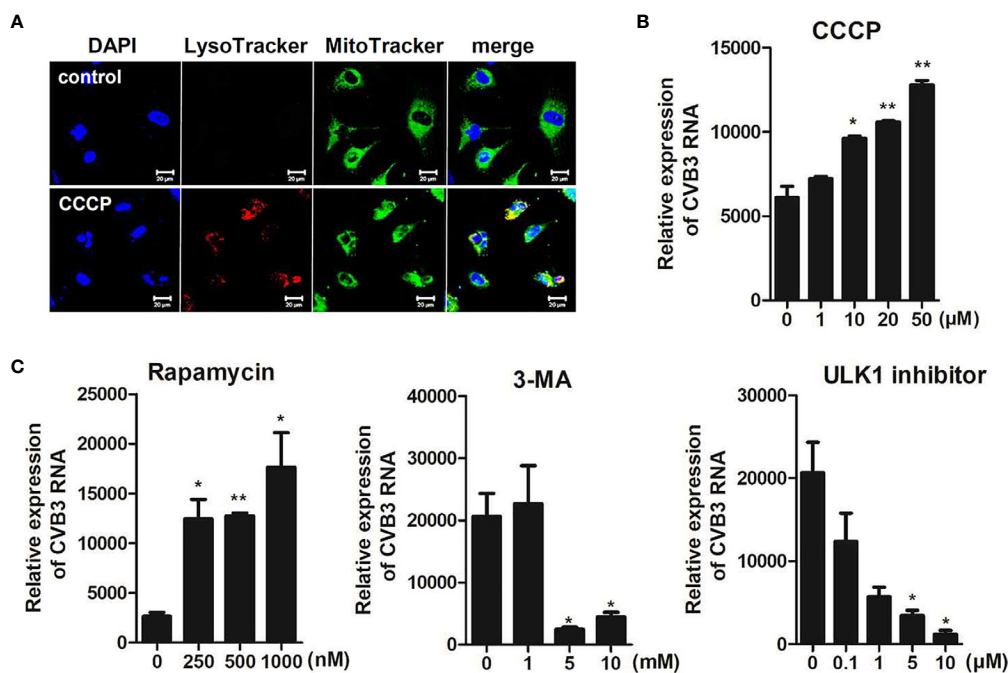 A
DAPI LysoTracker MitoTracker merge
control
20 µm 20 µm 20 µm 20 µm
CCCP
20 µm 20 µm 20 µm 20 µm
B
CCCP
Relative expression
of CVB3 RNA
15000
10000
5000
0
* ** **
0 1 10 20 50 (µM)
C
Rapamycin
Relative expression
of CVB3 RNA
25000
20000
15000
10000
5000
0
* ** *
0 250 500 1000 (nM)
3-MA
Relative expression
of CVB3 RNA
40000
30000
20000
10000
0
* *
0 1 5 10 (mM)
ULK1 inhibitor
Relative expression
of CVB3 RNA
30000
20000
10000
0
* *
0 0.1 1 5 10 (µM)